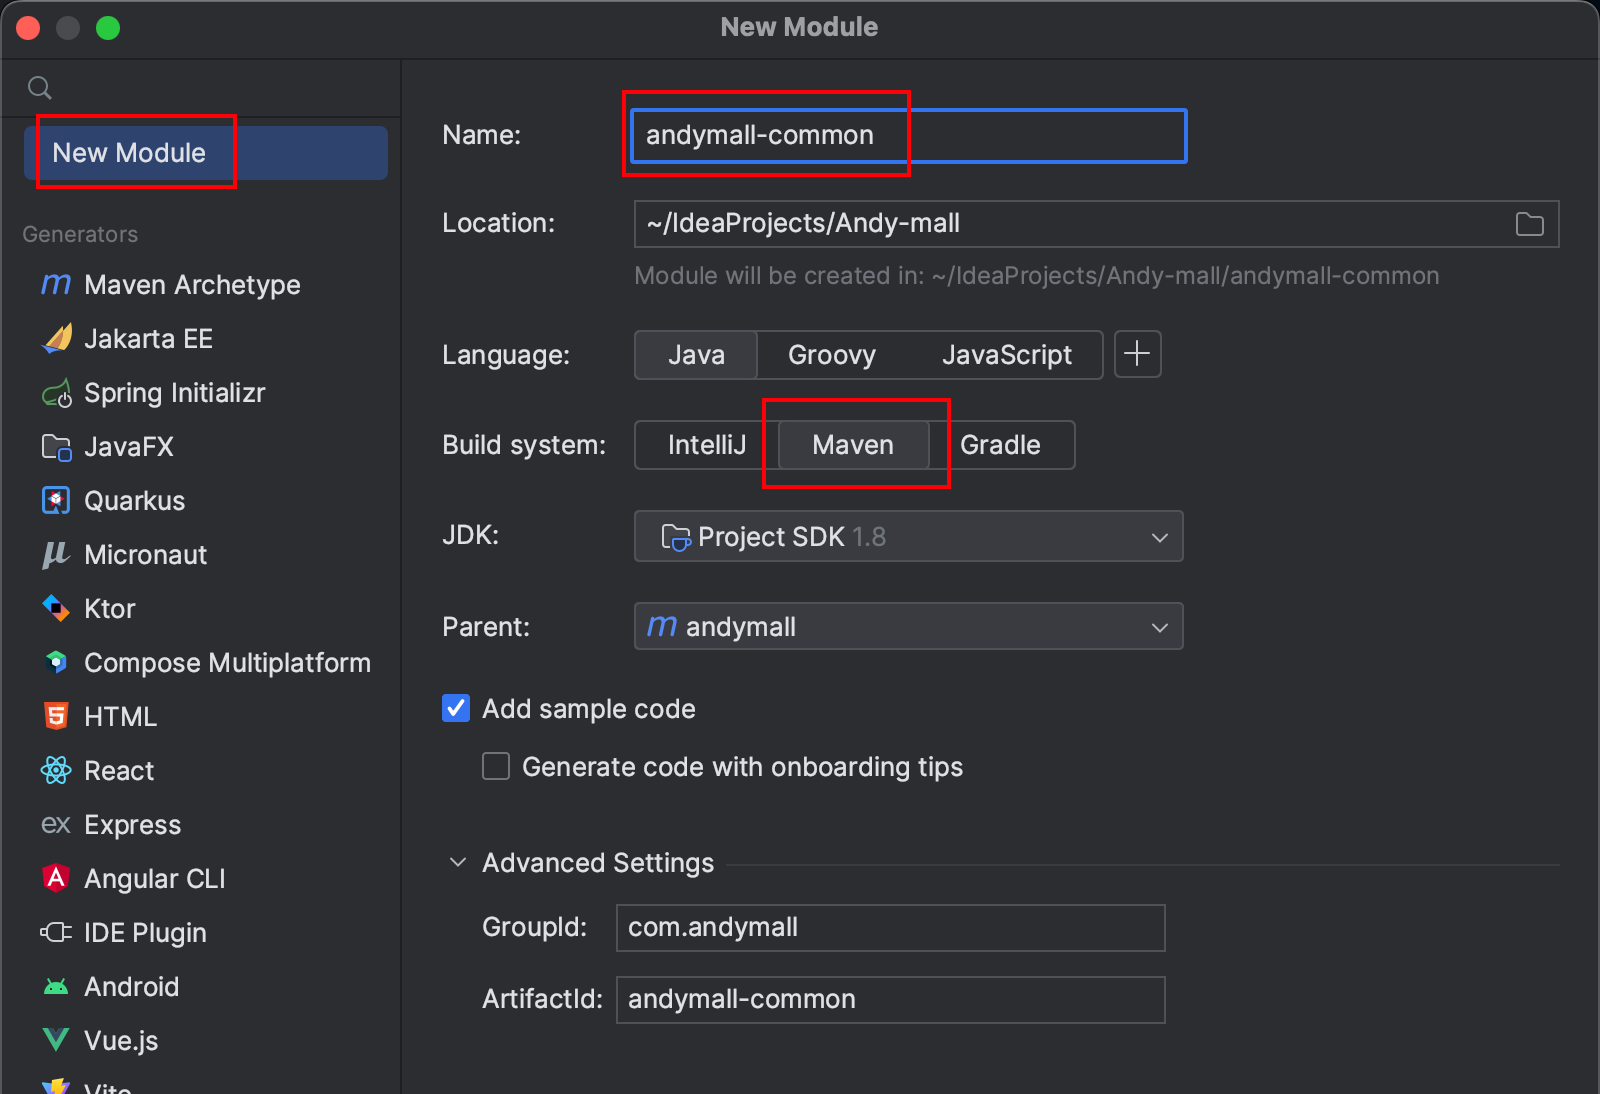 New Module
New Module
Generators
Maven Archetype
Jakarta EE
Spring Initializr
JavaFX
Quarkus
Micronaut
Ktor
Compose Multiplatform
HTML
React
ex Express
Angular CLI
IDE Plugin
Android
Vue.js
Vite
Name: andymall-common
Location: ~/IdeaProjects/Andy-mall
Module will be created in: ~/IdeaProjects/Andy-mall/andymall-common
Language: Java Groovy JavaScript
Build system: IntelliJ Maven Gradle
JDK: Project SDK 1.8
Parent: m andymall
Add sample code
Generate code with onboarding tips
Advanced Settings
GroupId: com.andymall
ArtifactId: andymall-common